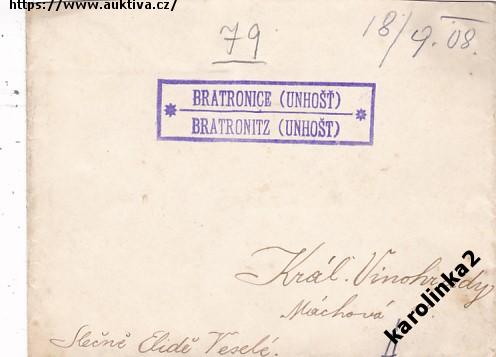 https://www.auktiva.cz/
79
18/9.08.
BRATRONICE (UNHOŠŤ)
BRATRONITZ (UNHOŠT)
Král. Vinohrady
Máchová
Slečně Elidě Veselé.
karolinka2